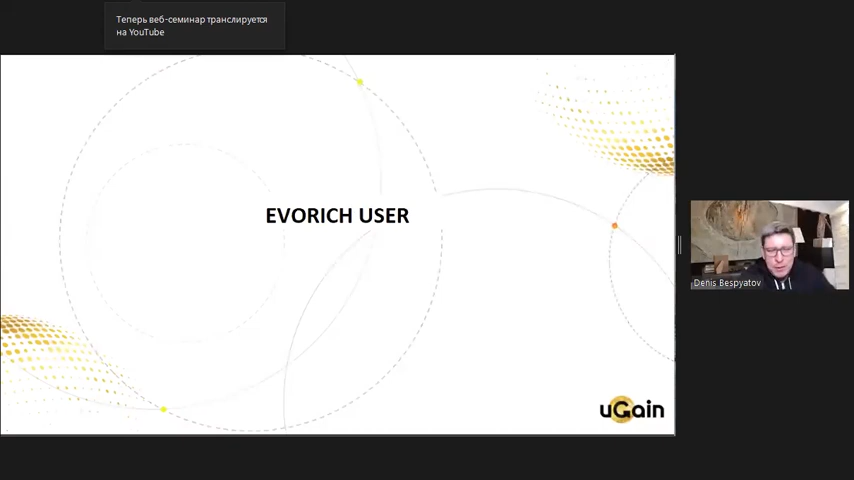 Теперь веб-семинар транслируется
на YouTube
EVORICH USER
Denis Bespyatov
uGain